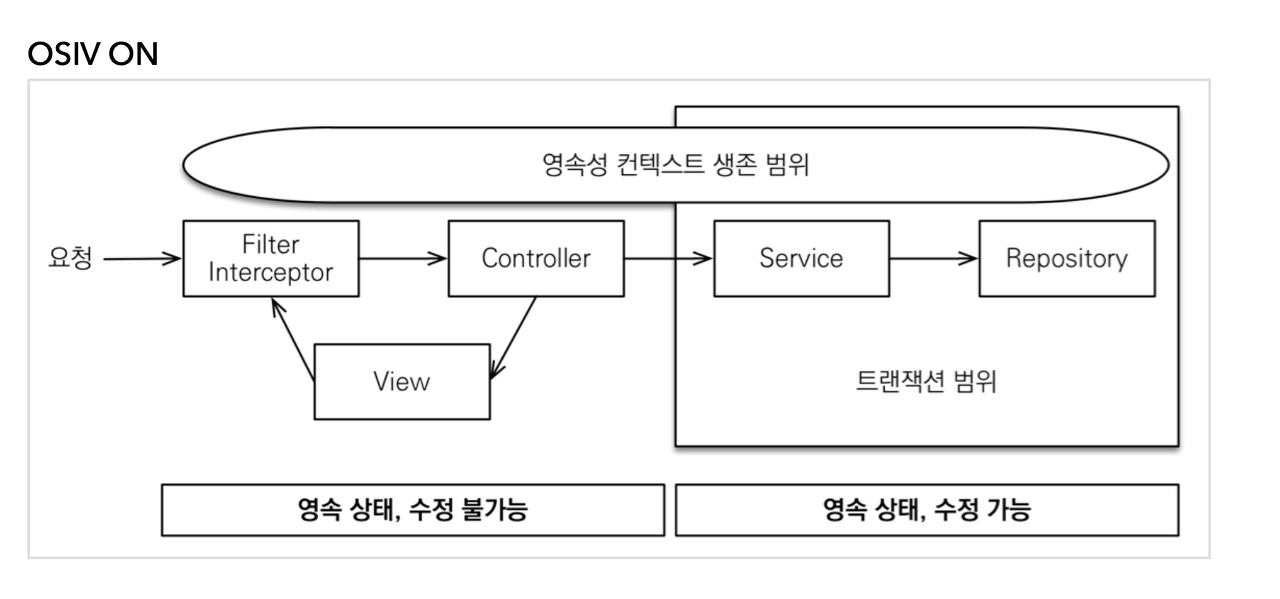 OSIV ON
영속성 컨텍스트 생존 범위
요청
Filter
Interceptor
Controller
Service
Repository
View
트랜잭션 범위
영속 상태, 수정 불가능
영속 상태, 수정 가능